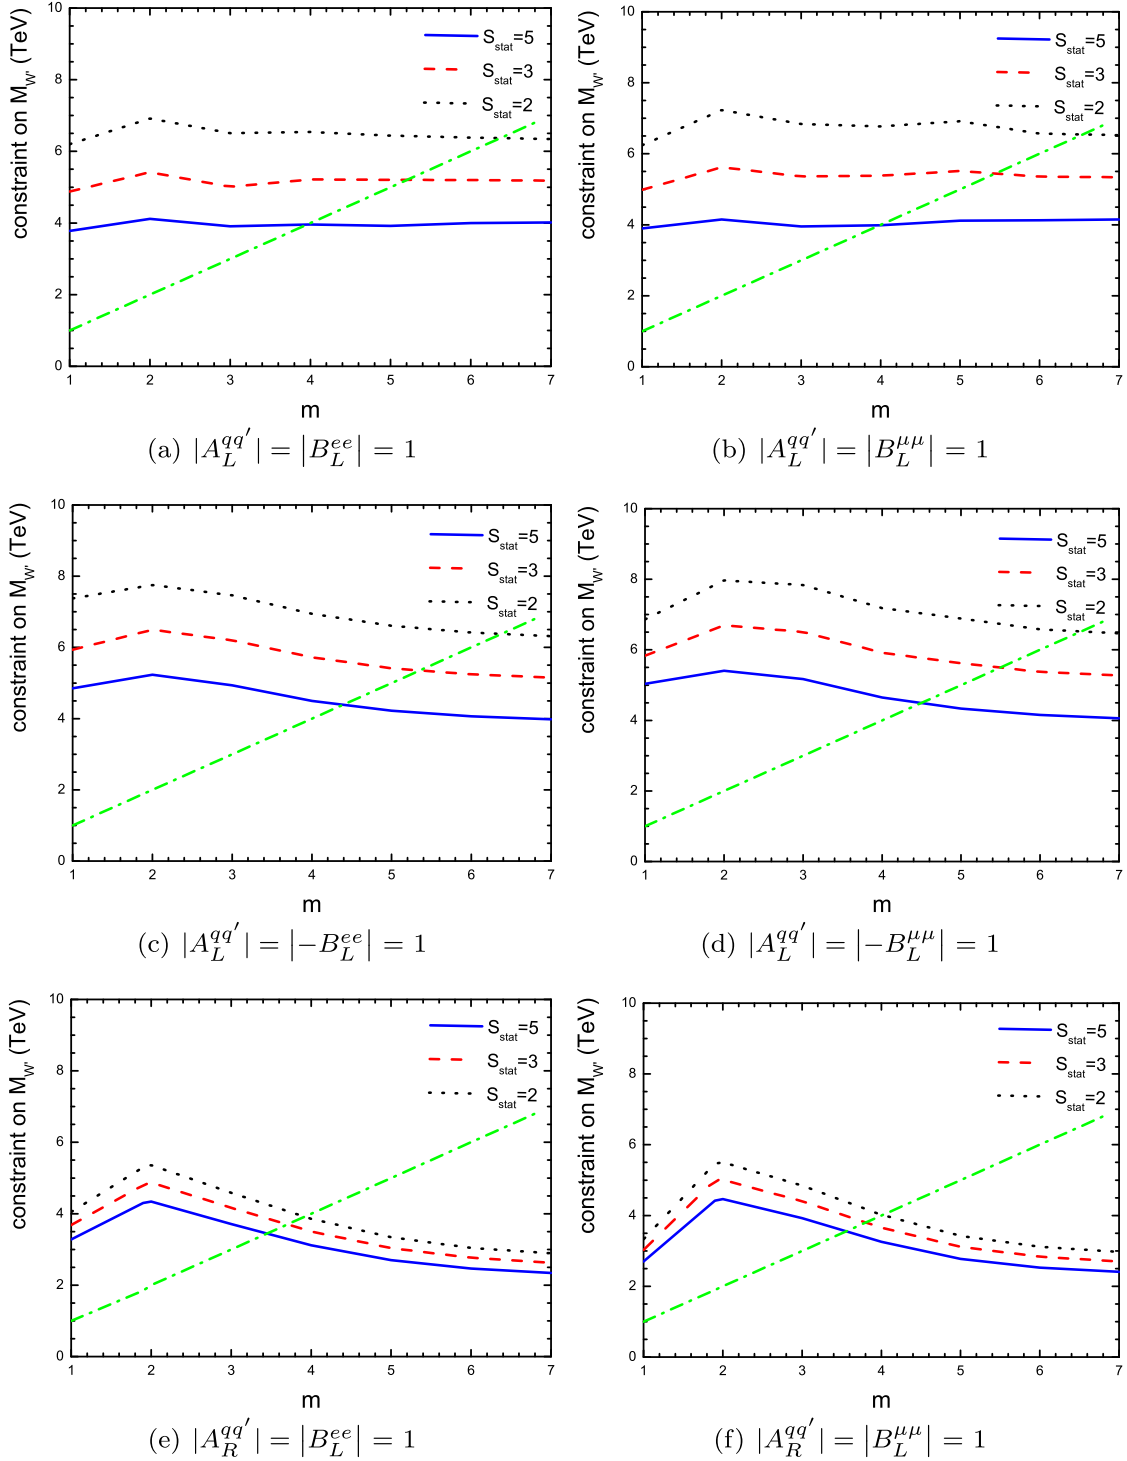 constraint on M_W' (TeV)
10
8
6
4
2
0
S_stat=5
S_stat=3
S_stat=2
1 2 3 4 5 6 7
m
(a) |A_L^{qq'}| = |B_L^{ee}| = 1
constraint on M_W' (TeV)
10
8
6
4
2
0
S_stat=5
S_stat=3
S_stat=2
1 2 3 4 5 6 7
m
(b) |A_L^{qq'}| = |B_L^{μμ}| = 1
constraint on M_W' (TeV)
10
8
6
4
2
0
S_stat=5
S_stat=3
S_stat=2
1 2 3 4 5 6 7
m
(c) |A_L^{qq'}| = |−B_L^{ee}| = 1
constraint on M_W' (TeV)
10
8
6
4
2
0
S_stat=5
S_stat=3
S_stat=2
1 2 3 4 5 6 7
m
(d) |A_L^{qq'}| = |−B_L^{μμ}| = 1
constraint on M_W' (TeV)
10
8
6
4
2
0
S_stat=5
S_stat=3
S_stat=2
1 2 3 4 5 6 7
m
(e) |A_R^{qq'}| = |B_L^{ee}| = 1
constraint on M_W' (TeV)
10
8
6
4
2
0
S_stat=5
S_stat=3
S_stat=2
1 2 3 4 5 6 7
m
(f) |A_R^{qq'}| = |B_L^{μμ}| = 1